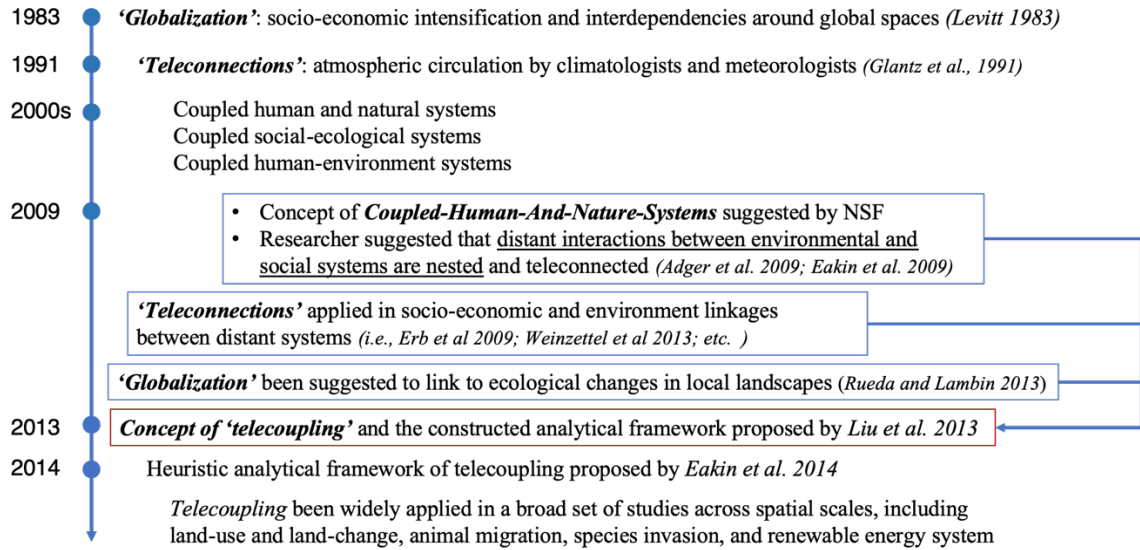 1983 ‘Globalization’: socio-economic intensification and interdependencies around global spaces (Levitt 1983)
1991 ‘Teleconnections’: atmospheric circulation by climatologists and meteorologists (Glantz et al., 1991)
2000s Coupled human and natural systems
Coupled social-ecological systems
Coupled human-environment systems
2009
• Concept of Coupled-Human-And-Nature-Systems suggested by NSF
• Researcher suggested that distant interactions between environmental and
social systems are nested and teleconnected (Adger et al. 2009; Eakin et al. 2009)
‘Teleconnections’ applied in socio-economic and environment linkages
between distant systems (i.e., Erb et al 2009; Weinzettel et al 2013; etc. )
‘Globalization’ been suggested to link to ecological changes in local landscapes (Rueda and Lambin 2013)
2013 Concept of ‘telecoupling’ and the constructed analytical framework proposed by Liu et al. 2013
2014 Heuristic analytical framework of telecoupling proposed by Eakin et al. 2014
Telecoupling been widely applied in a broad set of studies across spatial scales, including
land-use and land-change, animal migration, species invasion, and renewable energy system